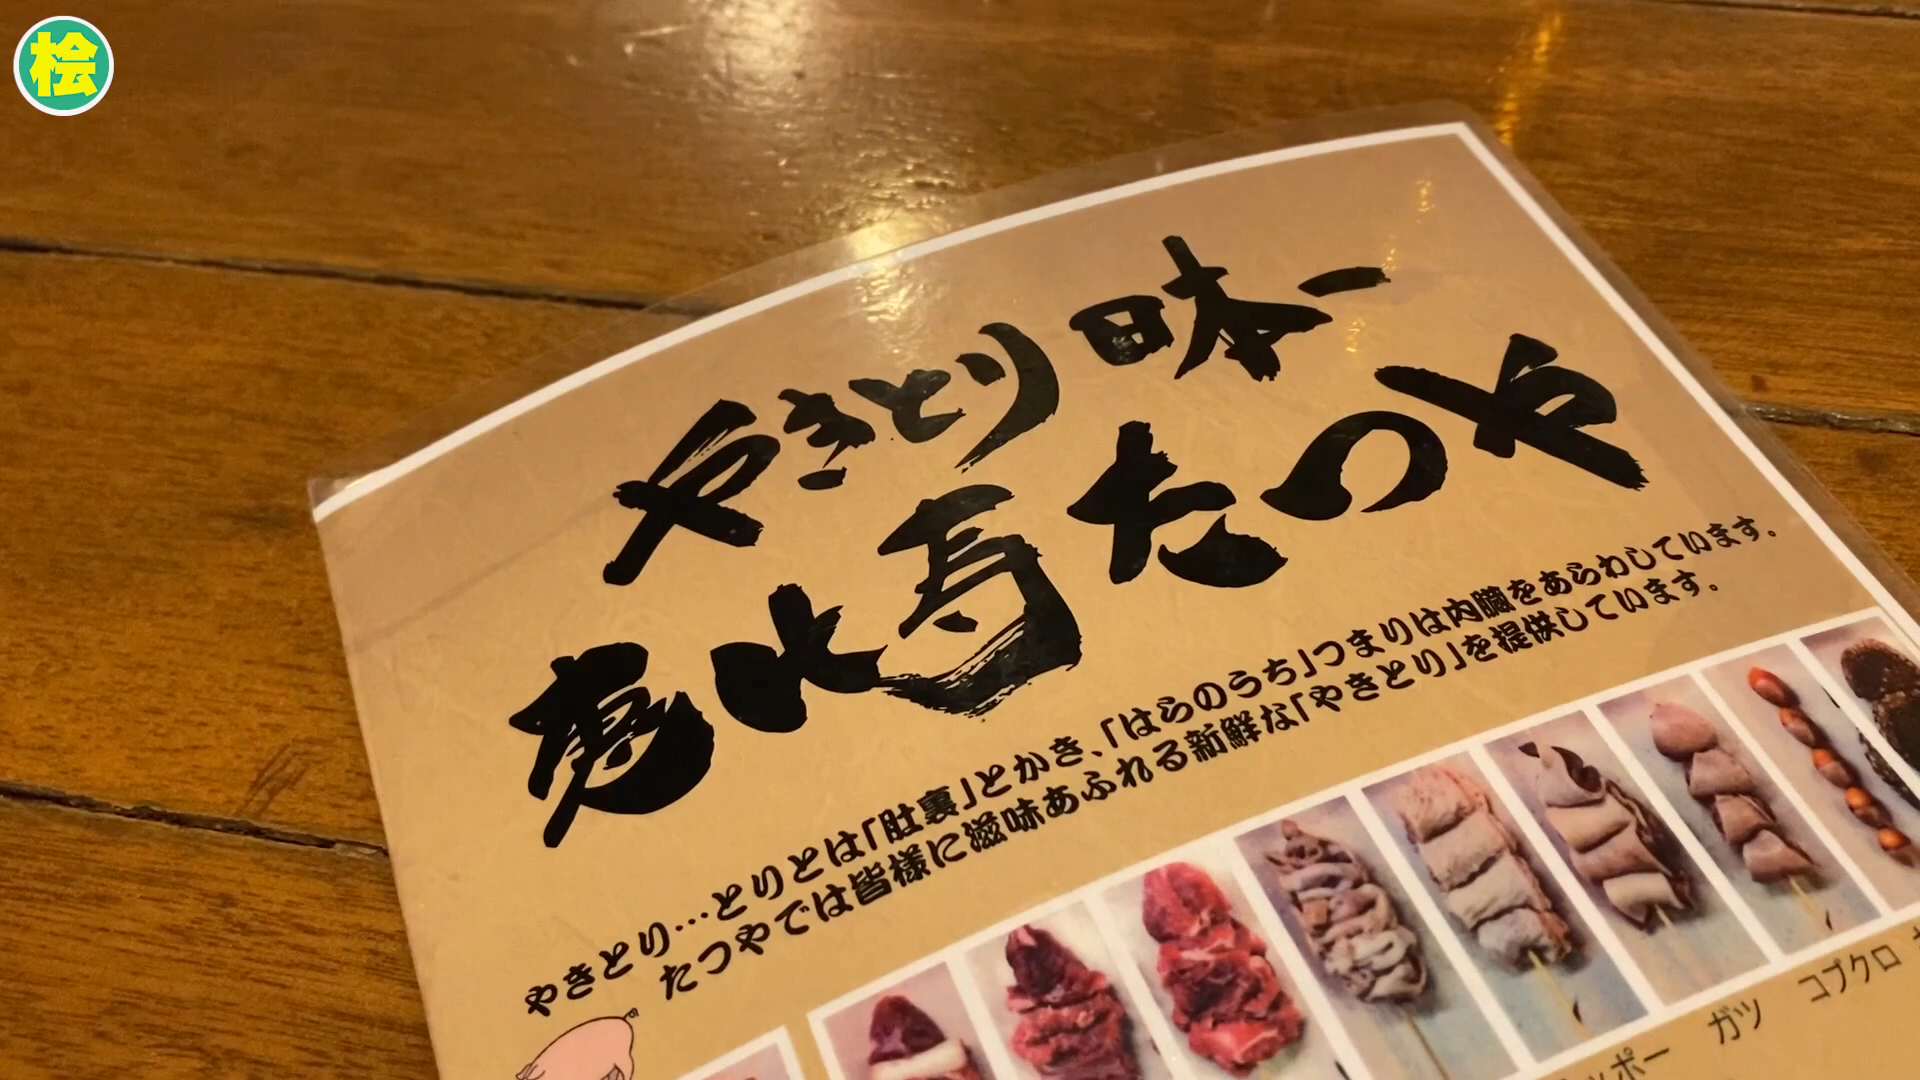 桧
やきとり日本一
恵比寿たつや
やきとり…とりとは「肚裏」とかき、「はらのうち」つまりは内臓をあらわしています。
たつやでは皆様に滋味あふれる新鮮な「やきとり」を提供しています。
ガツ コブクロ